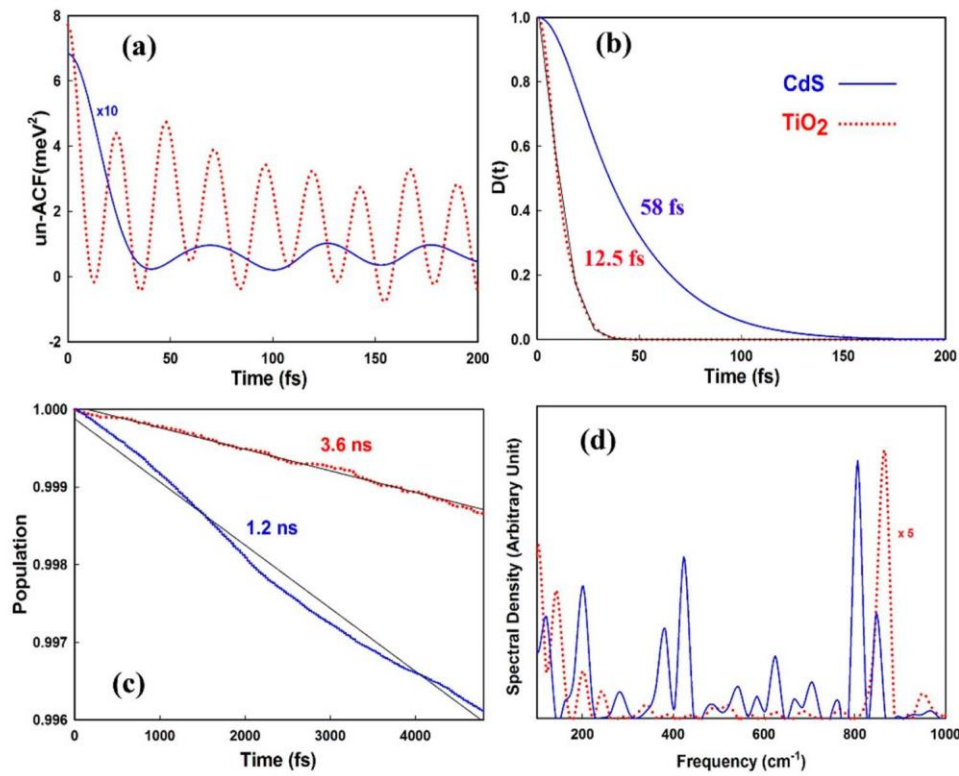 (a)
un-ACF(meV²)
8
6
4
2
0
-2
x10
0 50 100 150 200
Time (fs)
(b)
D(t)
1.0
0.8
0.6
0.4
0.2
0.0
CdS
TiO₂
58 fs
12.5 fs
0 50 100 150 200
Time (fs)
(c)
Population
1.000
0.999
0.998
0.997
0.996
3.6 ns
1.2 ns
0 1000 2000 3000 4000
Time (fs)
(d)
Spectral Density (Arbitrary Unit)
x 5
200 400 600 800 1000
Frequency (cm⁻¹)